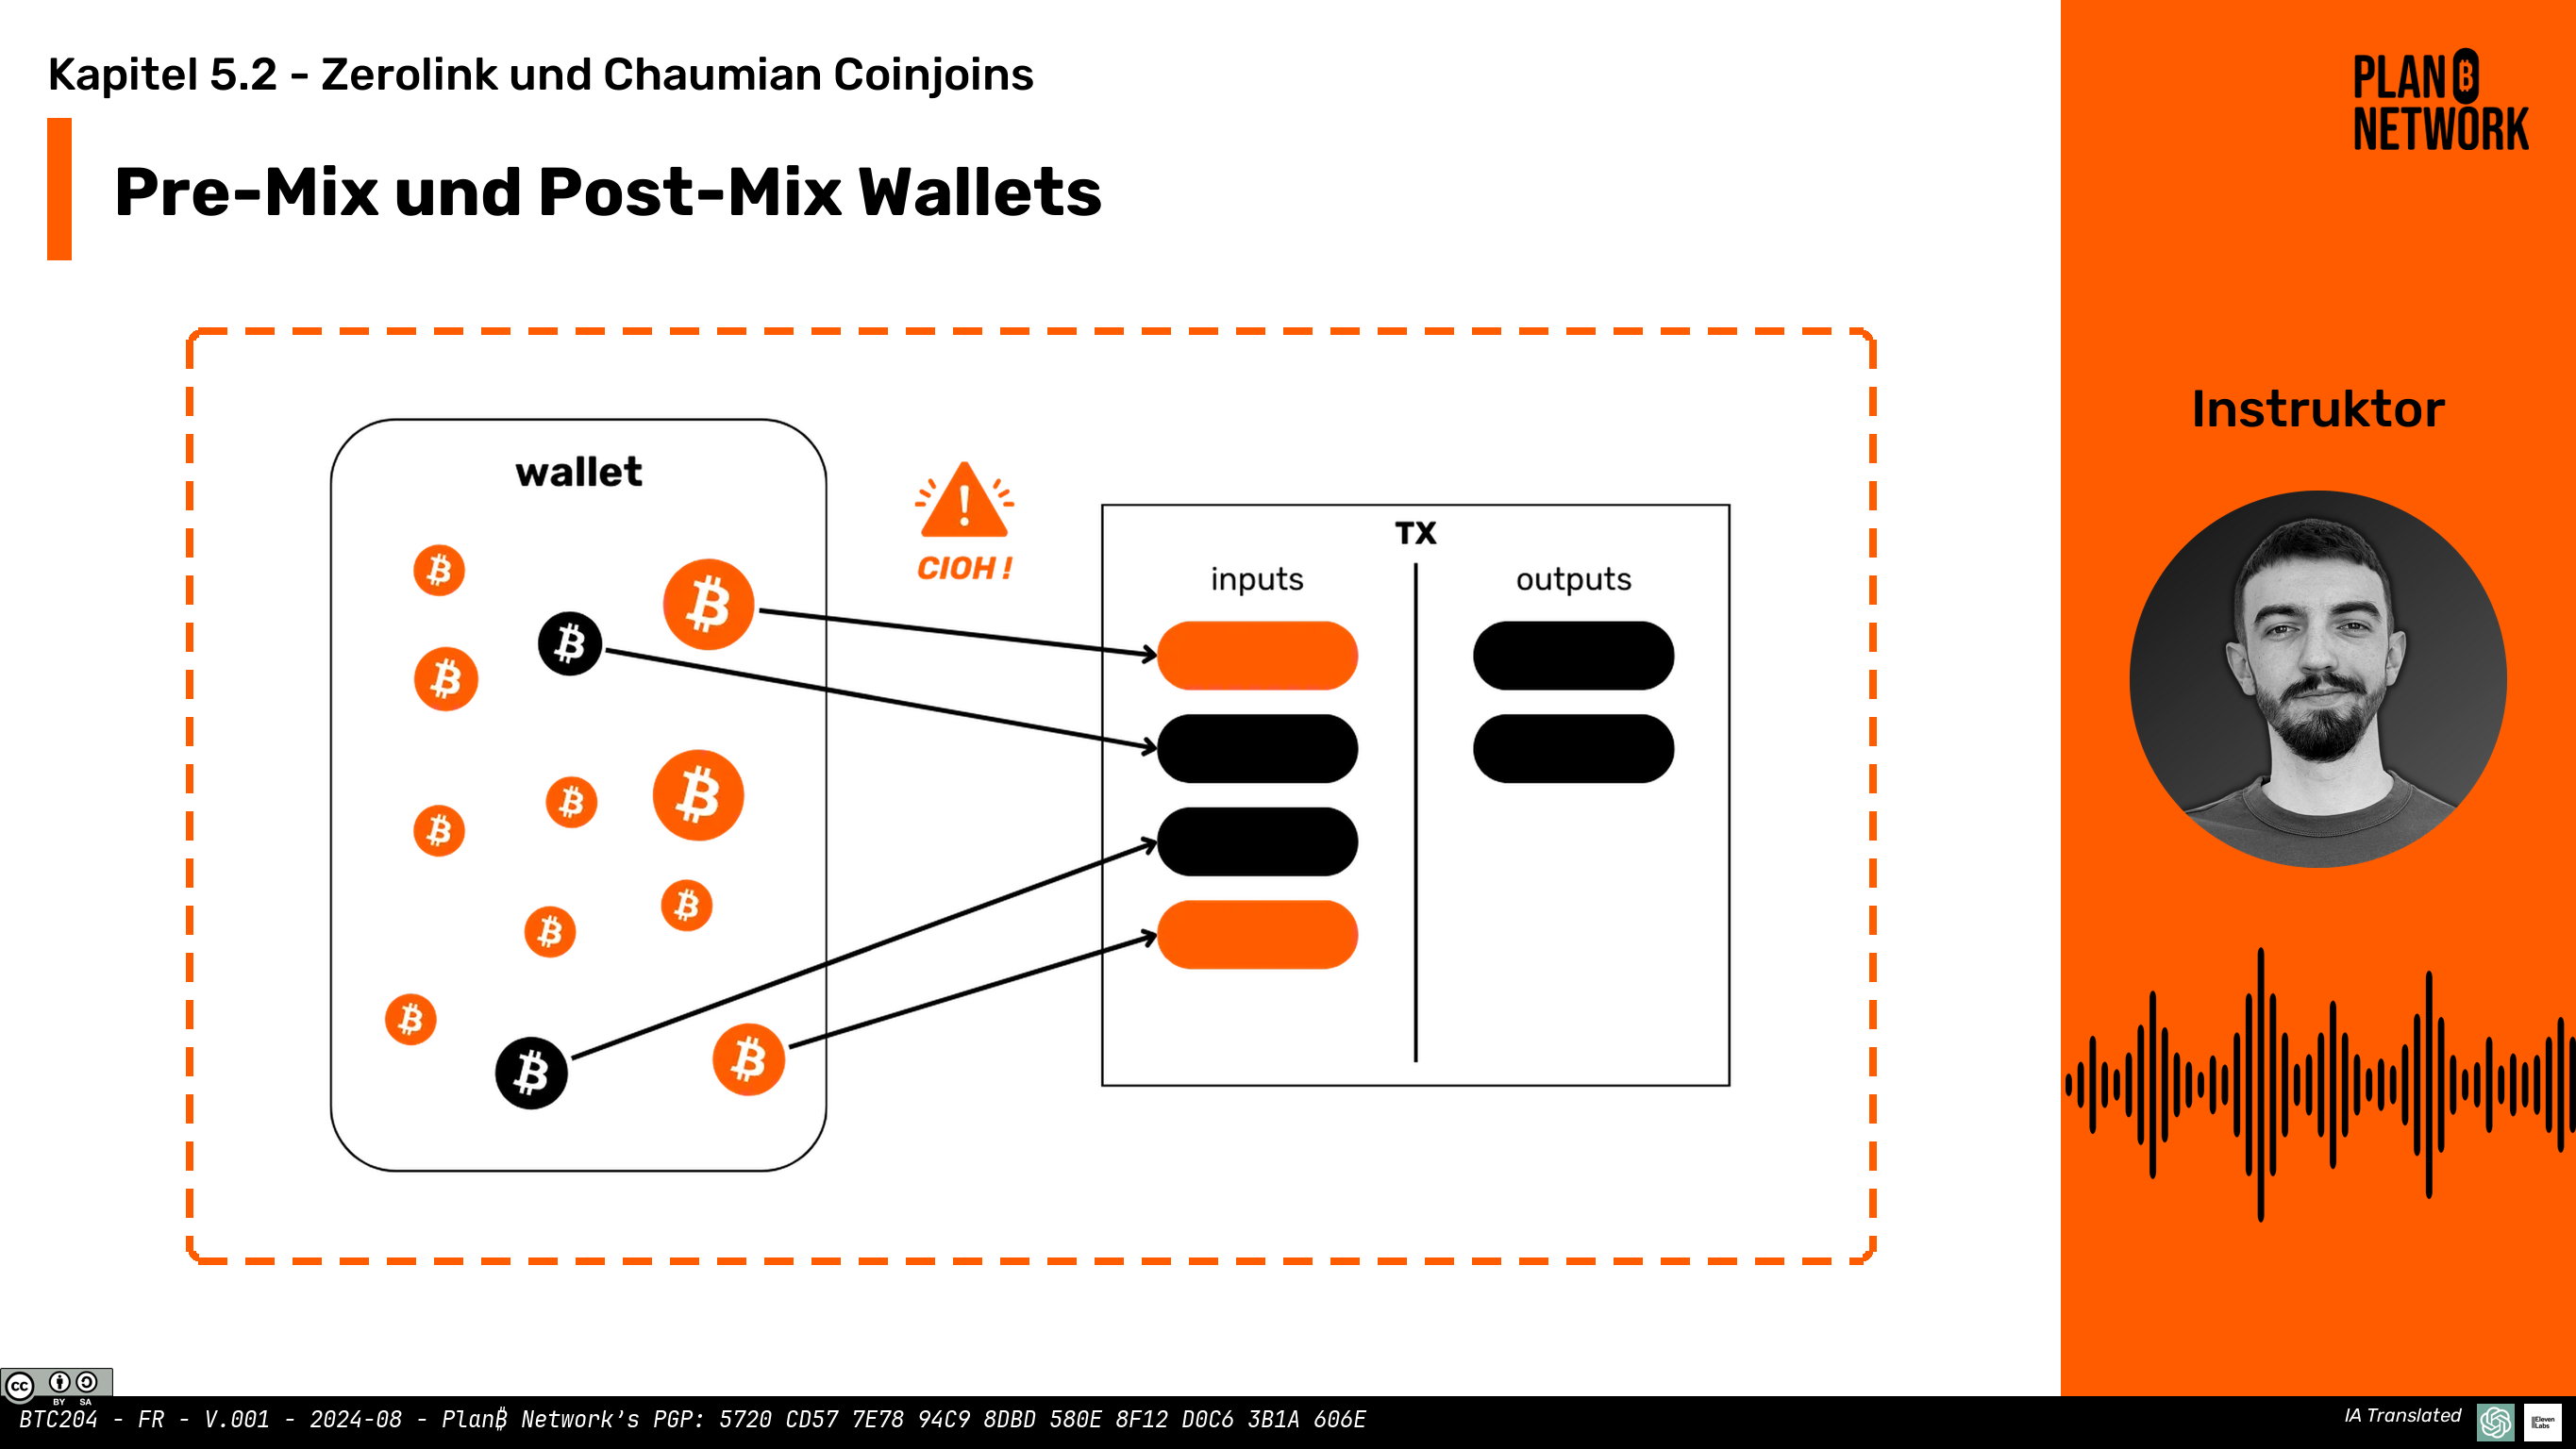 Kapitel 5.2 - Zerolink und Chaumian Coinjoins
Pre-Mix und Post-Mix Wallets
PLAN B
NETWORK
Instruktor
wallet
CIOH !
TX
inputs
outputs
cc
BY SA
BTC204 - FR - V.001 - 2024-08 - Plan₿ Network's PGP: 5720 CD57 7E78 94C9 8DBD 580E 8F12 D0C6 3B1A 606E
IA Translated
ElevenLabs